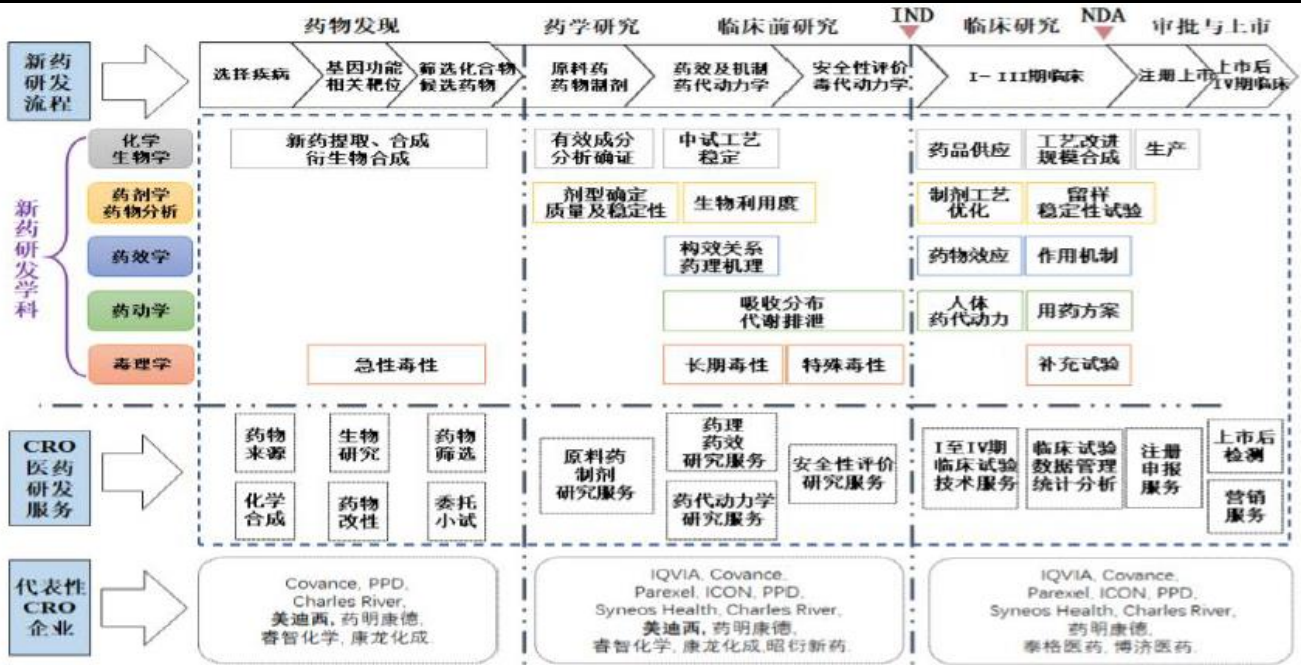 药物发现
药学研究
临床前研究
IND
临床研究
NDA
审批与上市
新药
研发
流程
选择疾病
基因功能
相关靶位
筛选化合物
候选药物
原料药
药物制剂
药效及机制
药代动力学
安全性评价
毒代动力学
I-III期临床
注册上市
上市后
IV期临床
新药研发学科
化学
生物学
新药提取、合成
衍生物合成
有效成分
分析确证
中试工艺
稳定
药品供应
工艺改进
规模合成
生产
药剂学
药物分析
剂型确定
质量及稳定性
生物利用度
制剂工艺
优化
留样
稳定性试验
药效学
构效关系
药理机理
药物效应
作用机制
药动学
吸收分布
代谢排泄
人体
药代动力
用药方案
毒理学
急性毒性
长期毒性
特殊毒性
补充试验
CRO
医药
研发
服务
药物
来源
生物
研究
药物
筛选
化学
合成
药物
改性
委托
小试
原料药
制剂
研究服务
药理
药效
研究服务
药代动力学
研究服务
安全性评价
研究服务
I至IV期
临床试验
技术服务
临床试验
数据管理
统计分析
注册
申报
服务
上市后
检测
营销
服务
代表性
CRO
企业
Covance, PPD,
Charles River,
美迪西, 药明康德,
睿智化学, 康龙化成
IQVIA, Covance,
Parexel, ICON, PPD,
Syneos Health, Charles River,
美迪西, 药明康德,
睿智化学, 康龙化成,昭衍新药.
IQVIA, Covance,
Parexel, ICON, PPD,
Syneos Health, Charles River,
药明康德,
泰格医药, 博济医药.